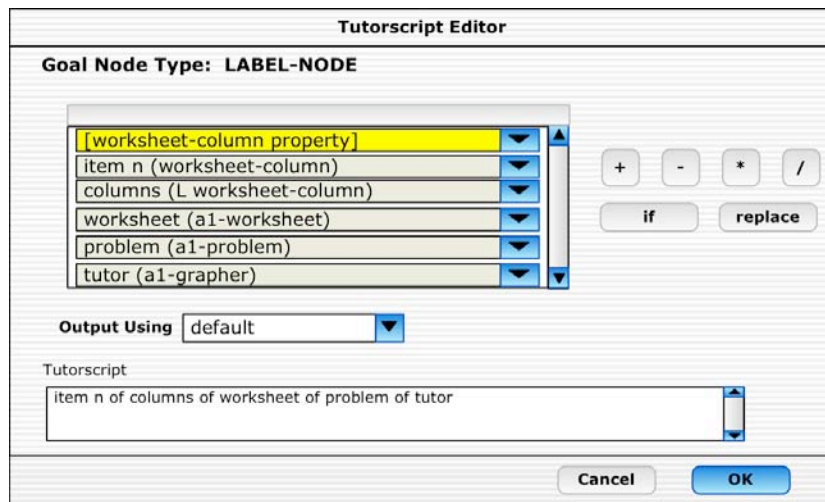 Tutorscript Editor
Goal Node Type: LABEL-NODE
[worksheet-column property]
item n (worksheet-column)
columns (L worksheet-column)
worksheet (a1-worksheet)
problem (a1-problem)
tutor (a1-grapher)
+ - * /
if replace
Output Using default
Tutorscript
item n of columns of worksheet of problem of tutor
Cancel OK